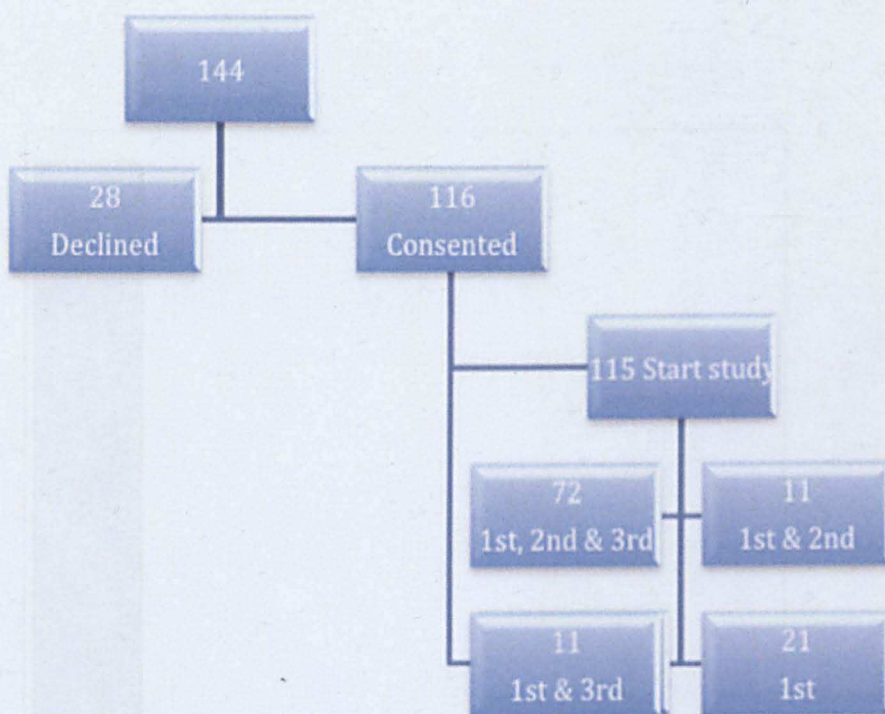 144
28
Declined
116
Consented
115 Start study
72
1st, 2nd & 3rd
11
1st & 2nd
11
1st & 3rd
21
1st